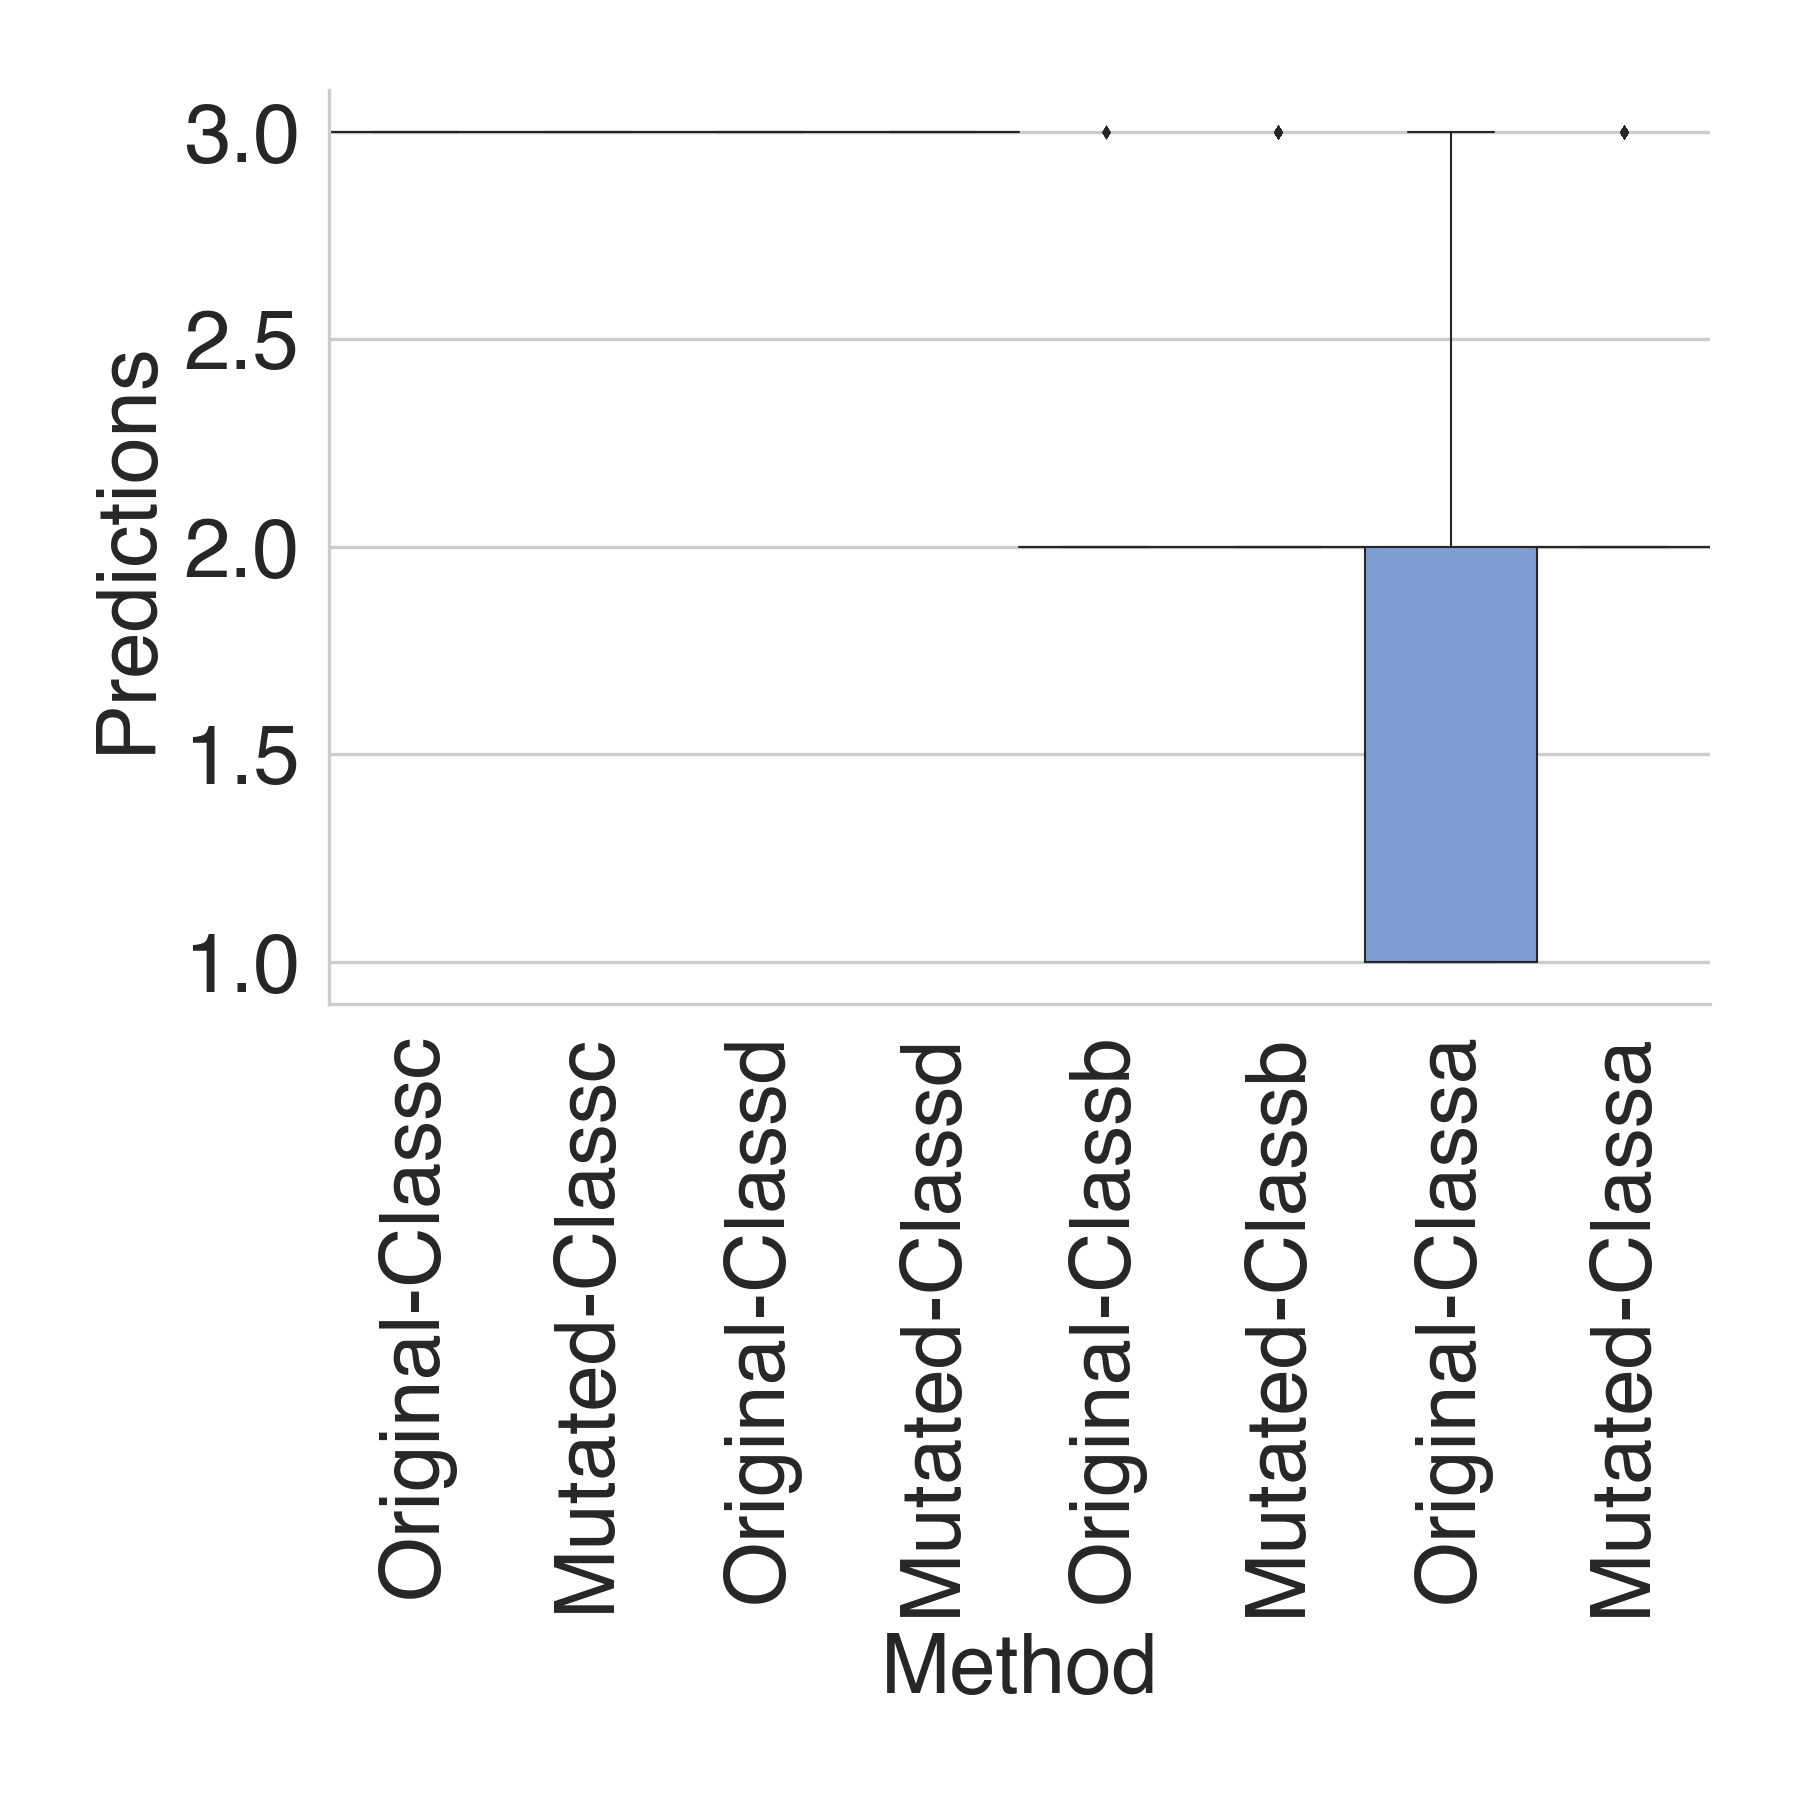 3.0
2.5
2.0
1.5
1.0
Predictions
Original-Classc
Mutated-Classc
Original-Classd
Mutated-Classd
Original-Classb
Mutated-Classb
Original-Classa
Mutated-Classa
Method